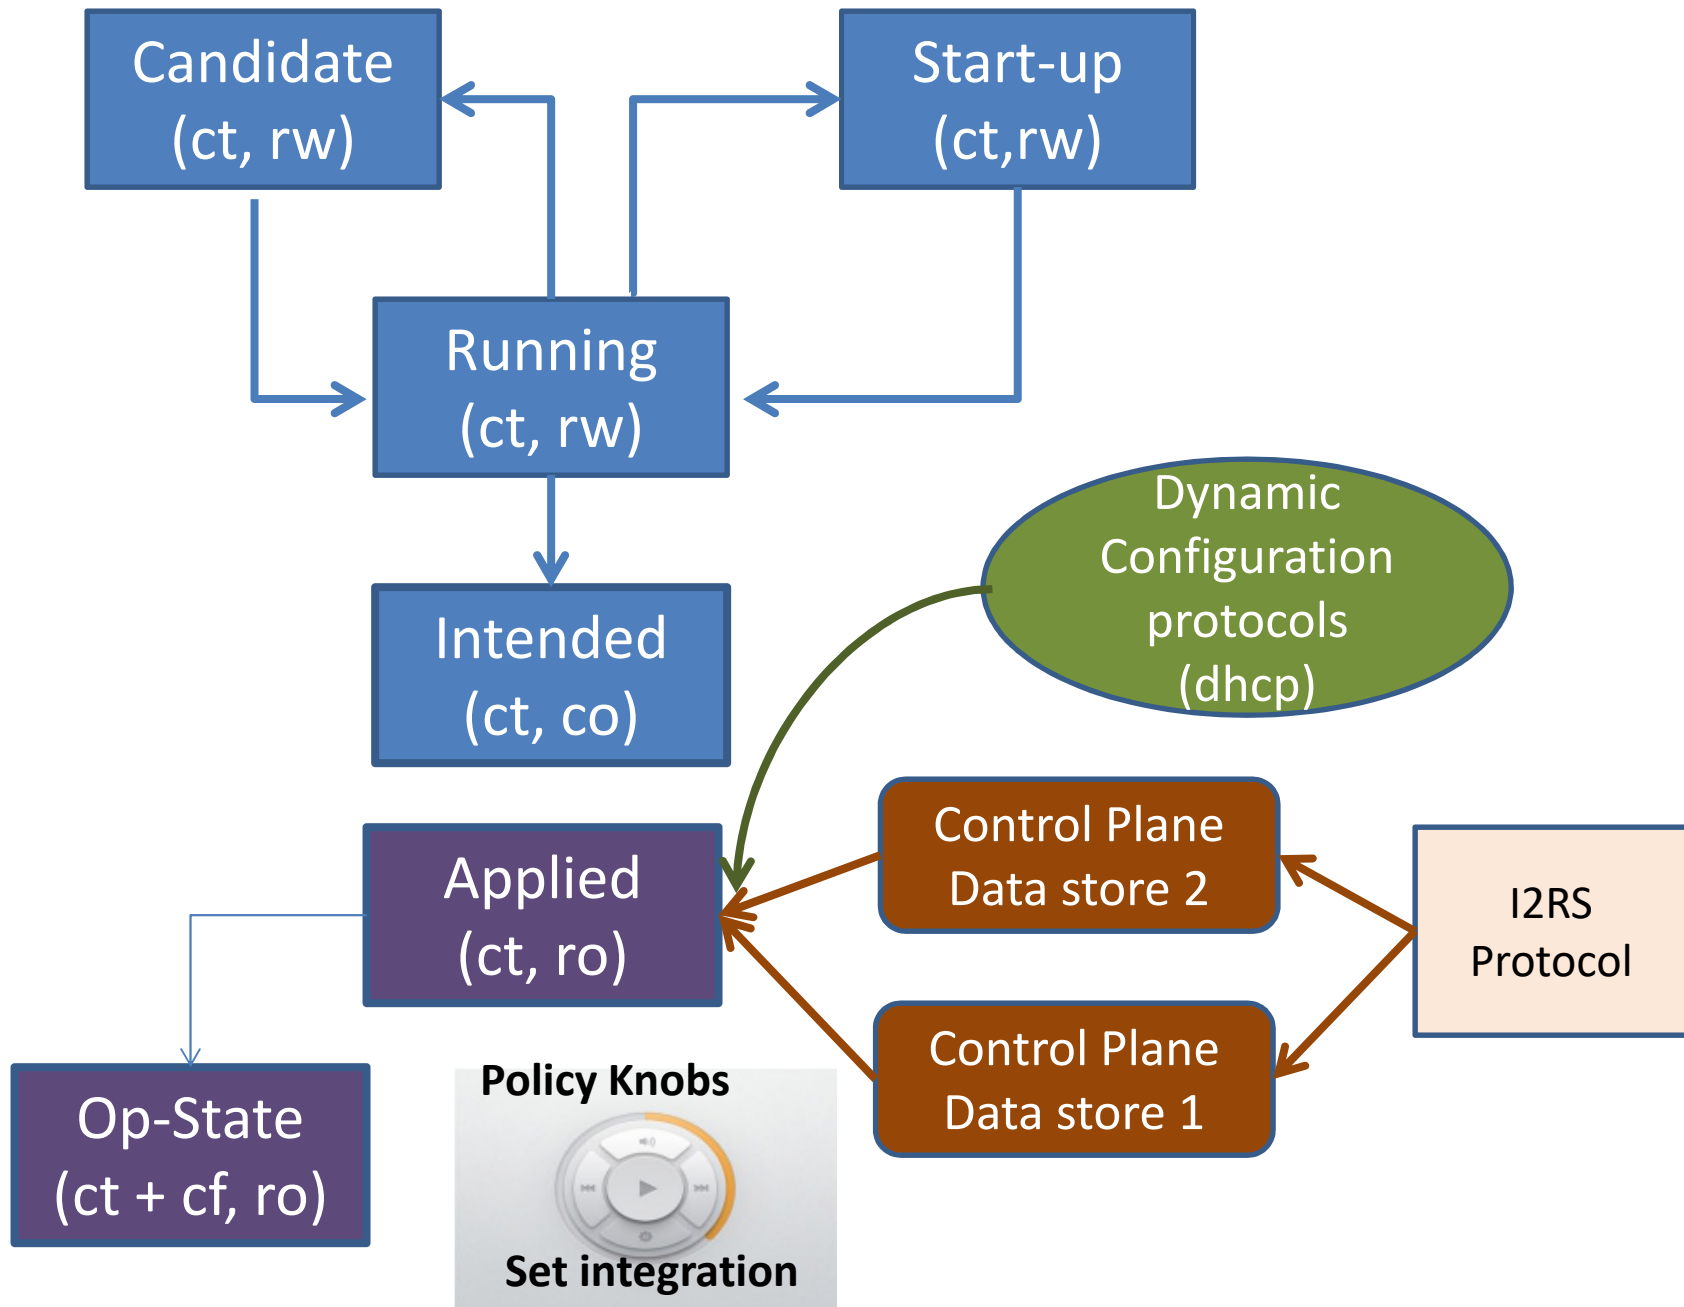 Candidate
(ct, rw)
Start-up
(ct,rw)
Running
(ct, rw)
Dynamic
Configuration
protocols
(dhcp)
Intended
(ct, co)
Control Plane
Data store 2
Applied
(ct, ro)
I2RS
Protocol
Control Plane
Data store 1
Op-State
(ct + cf, ro)
Policy Knobs
Set integration